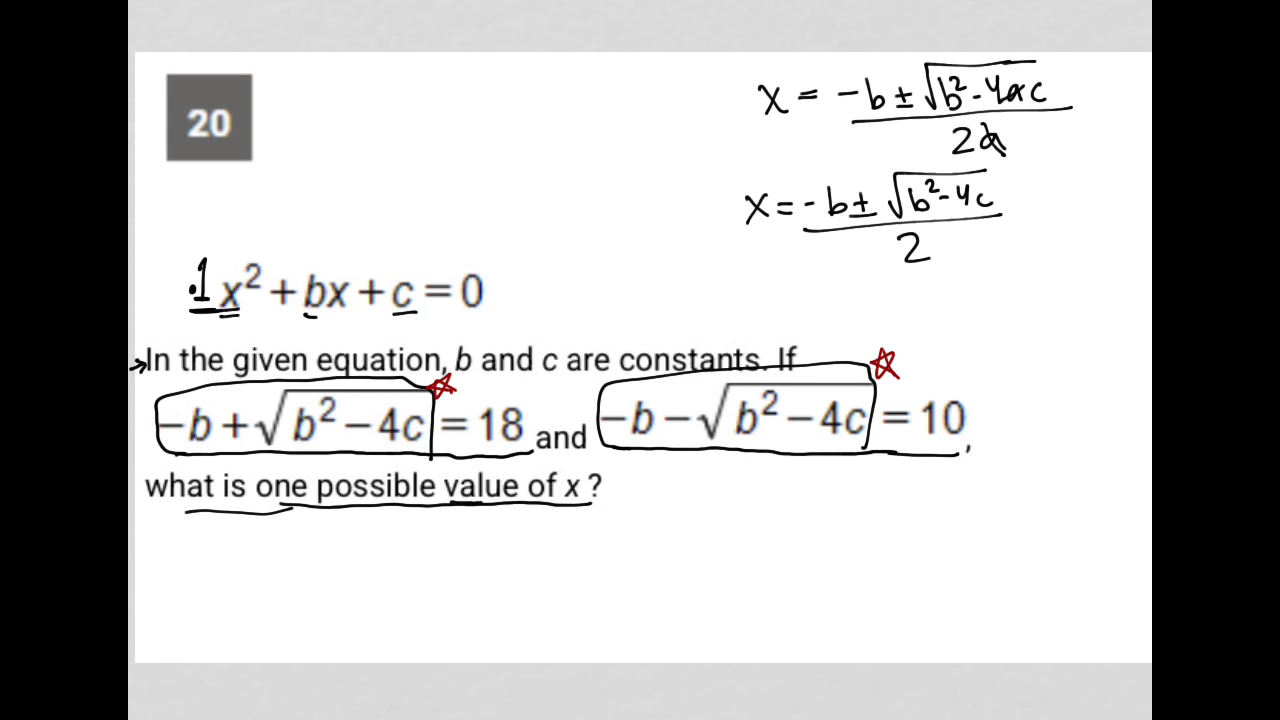 20
x = -b ± √b² - 4ac
2a
x = -b ± √b² - 4c
2
1x² + bx + c = 0
In the given equation, b and c are constants. If
-b + √b² - 4c = 18 and -b - √b² - 4c = 10,
what is one possible value of x ?